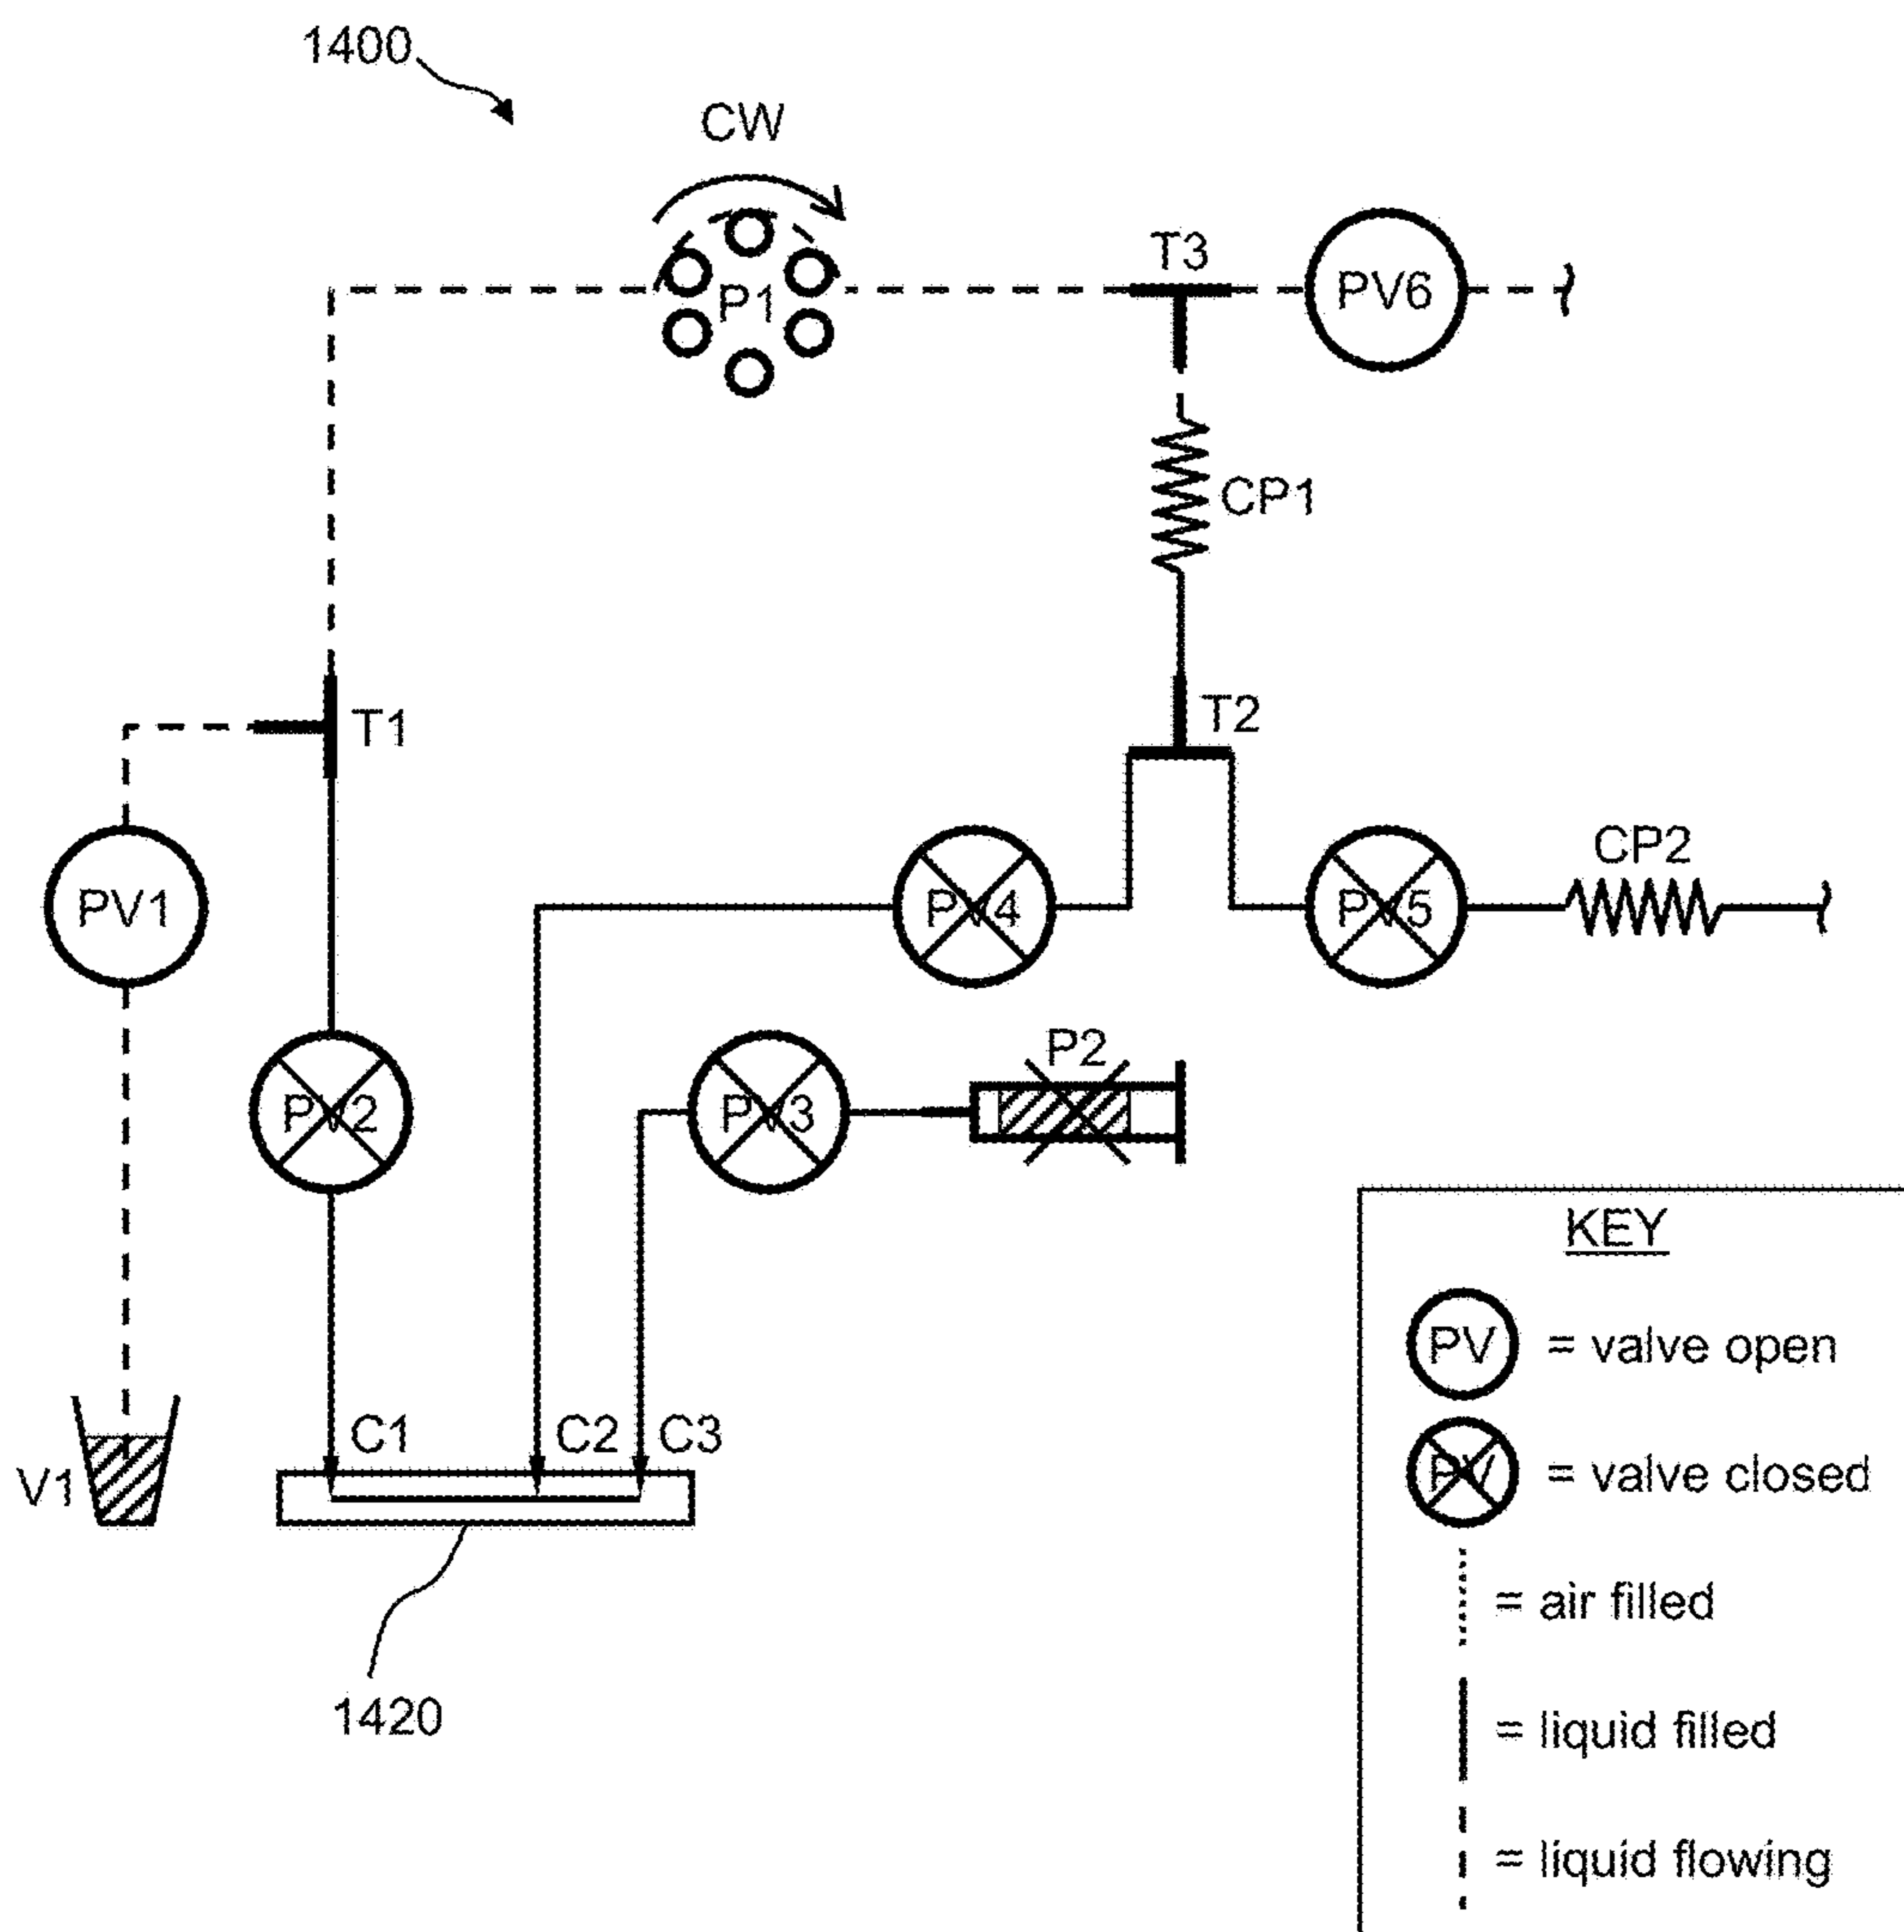 1400
CW
P1
T3
PV6
CP1
T1
T2
PV1
PV4
PV5
CP2
PV2
PV3
P2
C1
C2
C3
V1
1420
KEY
PV = valve open
PV = valve closed
= air filled
= liquid filled
= liquid flowing